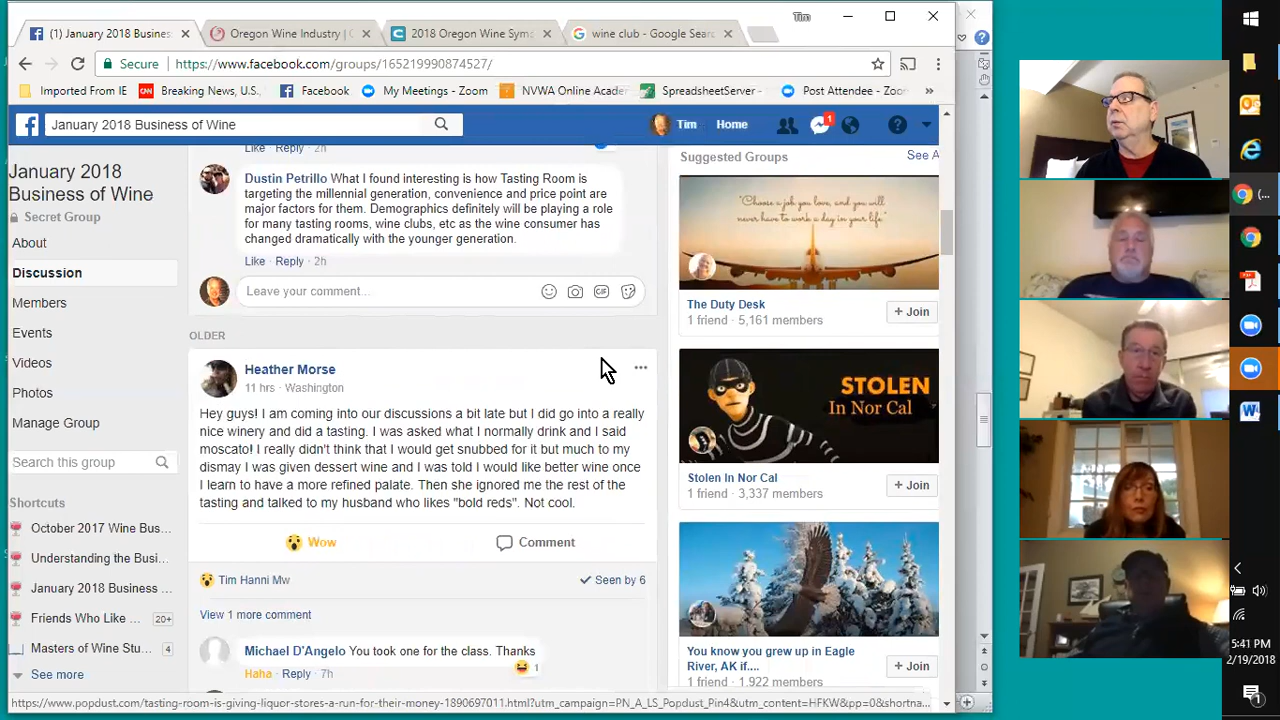 Tim
(1) January 2018 Busines
Oregon Wine Industry | O
2018 Oregon Wine Symp
wine club - Google Sear
Secure https://www.facebook.com/groups/165219990874527/
Imported From IE
Breaking News, U.S.
Facebook
My Meetings - Zoom
NVWA Online Acade
SpreadsheetServer -
Post Attendee - Zoo
January 2018 Business of Wine
Tim
Home
1
January 2018
Business of Wine
Secret Group
About
Discussion
Members
Events
Videos
Photos
Manage Group
Search this group
Shortcuts
October 2017 Wine Bus...
Understanding the Busi...
January 2018 Business ...
Friends Who Like ... 20+
Masters of Wine Stu... 4
See more
Like · Reply · 2h
Dustin Petrillo What I found interesting is how Tasting Room is
targeting the millennial generation, convenience and price point are
major factors for them. Demographics definitely will be playing a role
for many tasting rooms, wine clubs, etc as the wine consumer has
changed dramatically with the younger generation.
Like · Reply · 2h
Leave your comment...
GIF
OLDER
Heather Morse
11 hrs · Washington
Hey guys! I am coming into our discussions a bit late but I did go into a really
nice winery and did a tasting. I was asked what I normally drink and I said
moscato! I really didn't think that I would get snubbed for it but much to my
dismay I was given dessert wine and I was told I would like better wine once
I learn to have a more refined palate. Then she ignored me the rest of the
tasting and talked to my husband who likes "bold reds". Not cool.
Wow
Comment
Tim Hanni Mw
Seen by 6
View 1 more comment
Michael D'Angelo You took one for the class. Thanks
Haha · Reply · 7h
1
Suggested Groups
See A
"Choose a job you love, and you will
never have to work a day in your life."
The Duty Desk
1 friend · 5,161 members
+ Join
STOLEN
In Nor Cal
Stolen In Nor Cal
1 friend · 3,337 members
+ Join
You know you grew up in Eagle
River, AK if....
1 friend · 1,922 members
+ Join
https://www.popdust.com/tasting-room-is-giving-
-stores-a-run-for-their-money-1890697011.html?utm_campaign=PN_A_LS_Popdust_Pin4&utm_content=HFKW&pp=0&shortna...
(...
5:41 PM
2/19/2018
1